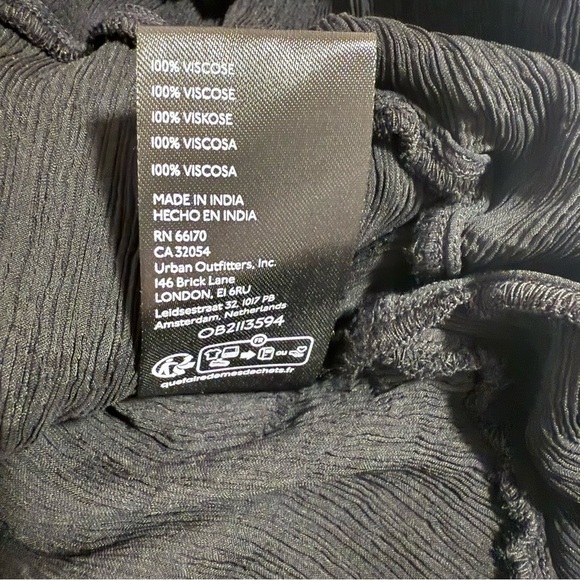 100% VISCOSE
100% VISCOSE
100% VISKOSE
100% VISCOSA
100% VISCOSA
MADE IN INDIA
HECHO EN INDIA
RN 66170
CA 32054
Urban Outfitters, Inc.
146 Brick Lane
LONDON, E1 6RU
Leidsestraat 32, 1017 PB
Amsterdam, Netherlands
OB2113594
FR
OU
quefairedemesdechets.fr